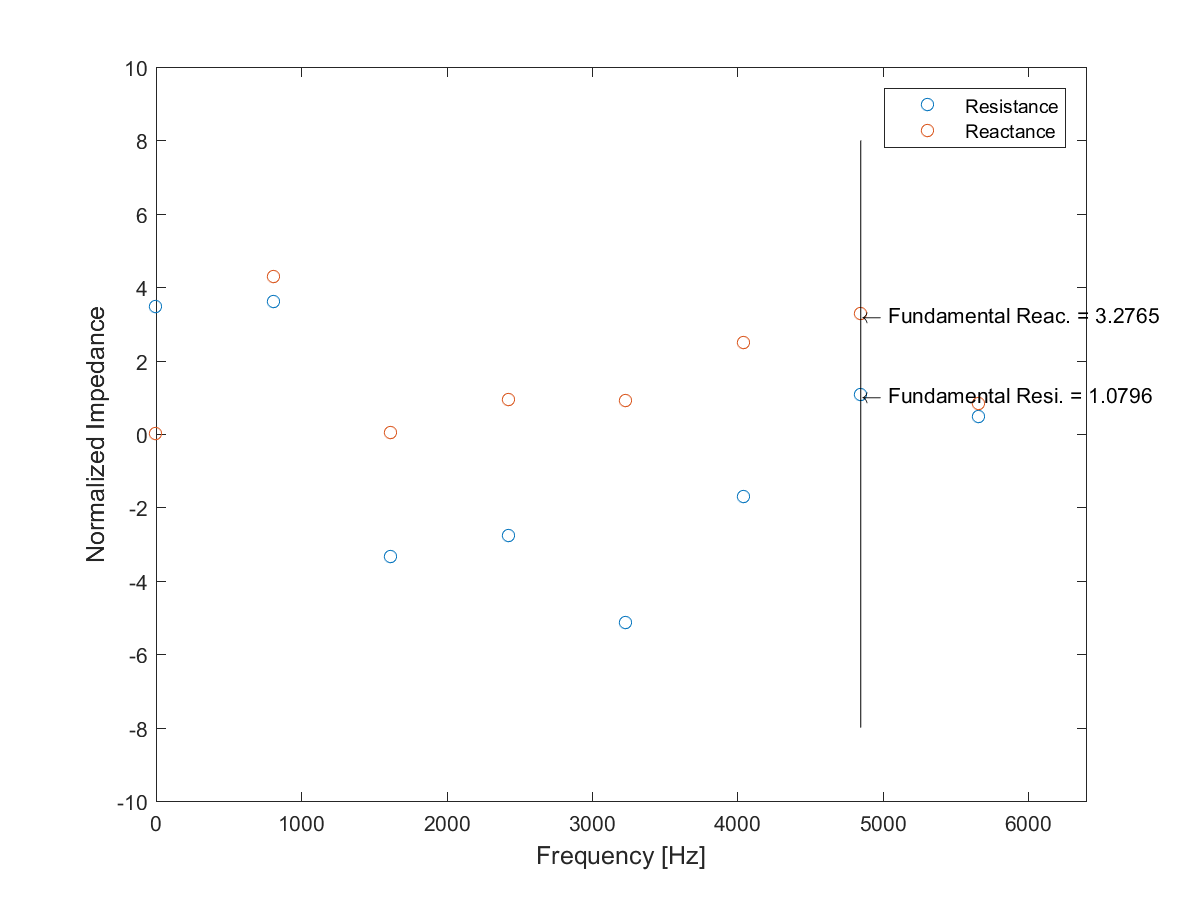 10
8
6
4
2
0
-2
-4
-6
-8
-10
Normalized Impedance
Resistance
Reactance
← Fundamental Reac. = 3.2765
← Fundamental Resi. = 1.0796
0 1000 2000 3000 4000 5000 6000
Frequency [Hz]